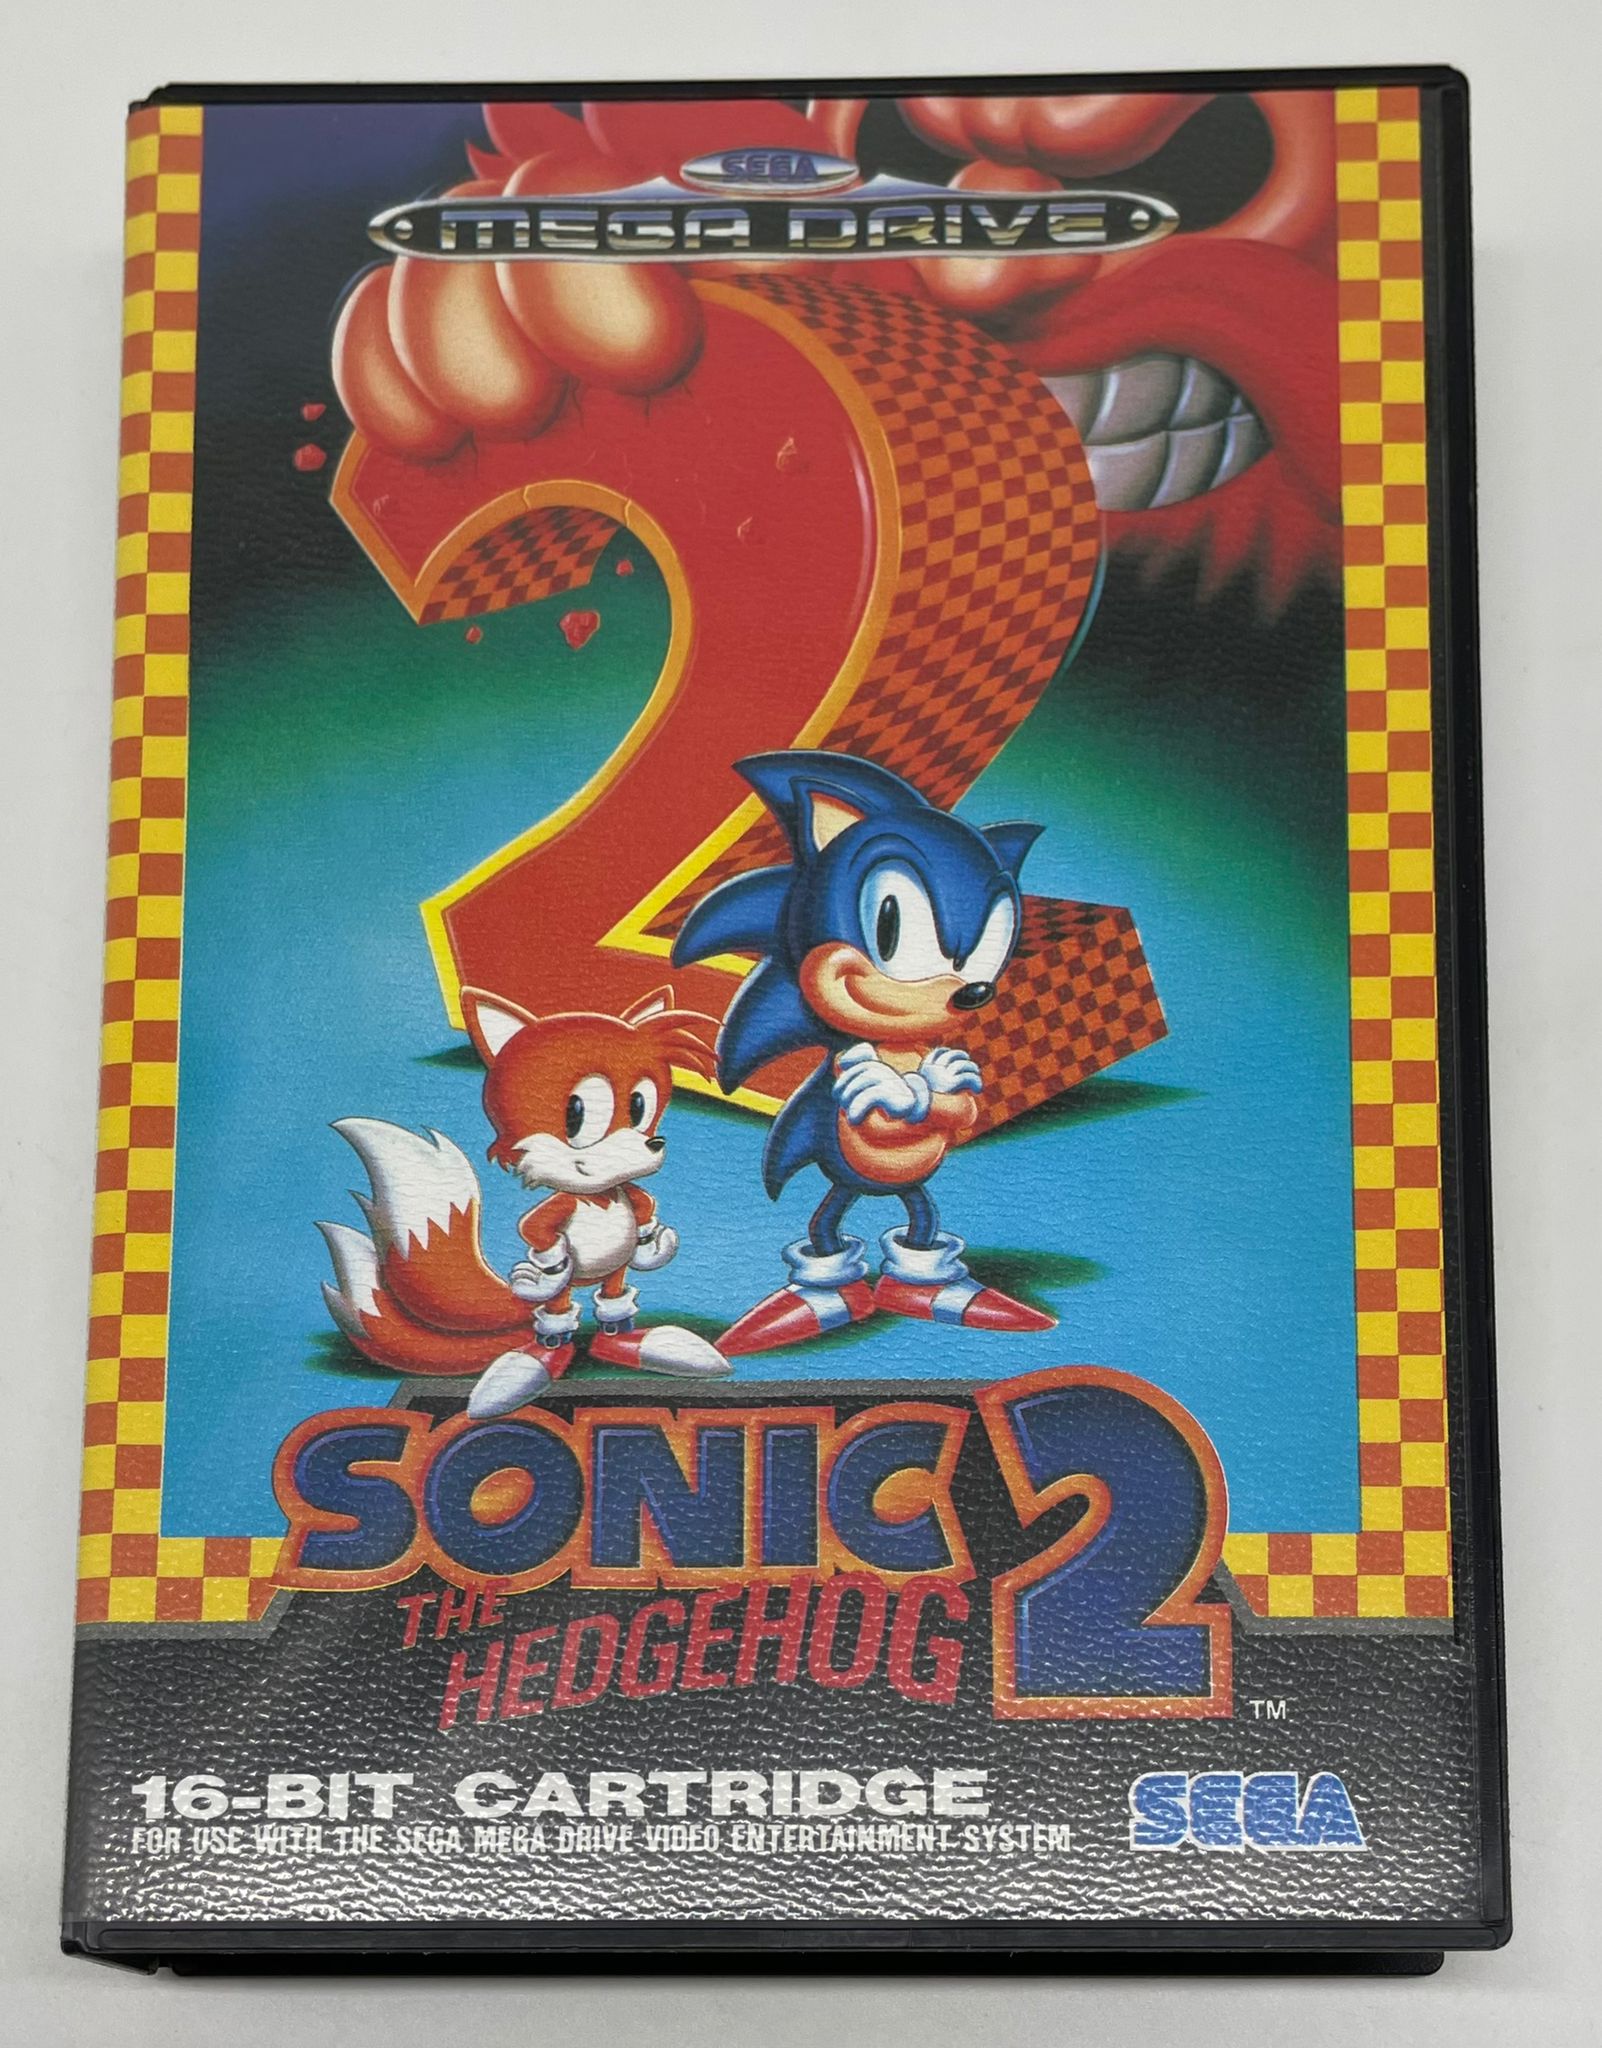 SEGA
MEGA DRIVE
2
SONIC 2
THE
HEDGEHOG
TM
16-BIT CARTRIDGE
FOR USE WITH THE SEGA MEGA DRIVE VIDEO ENTERTAINMENT SYSTEM
SEGA